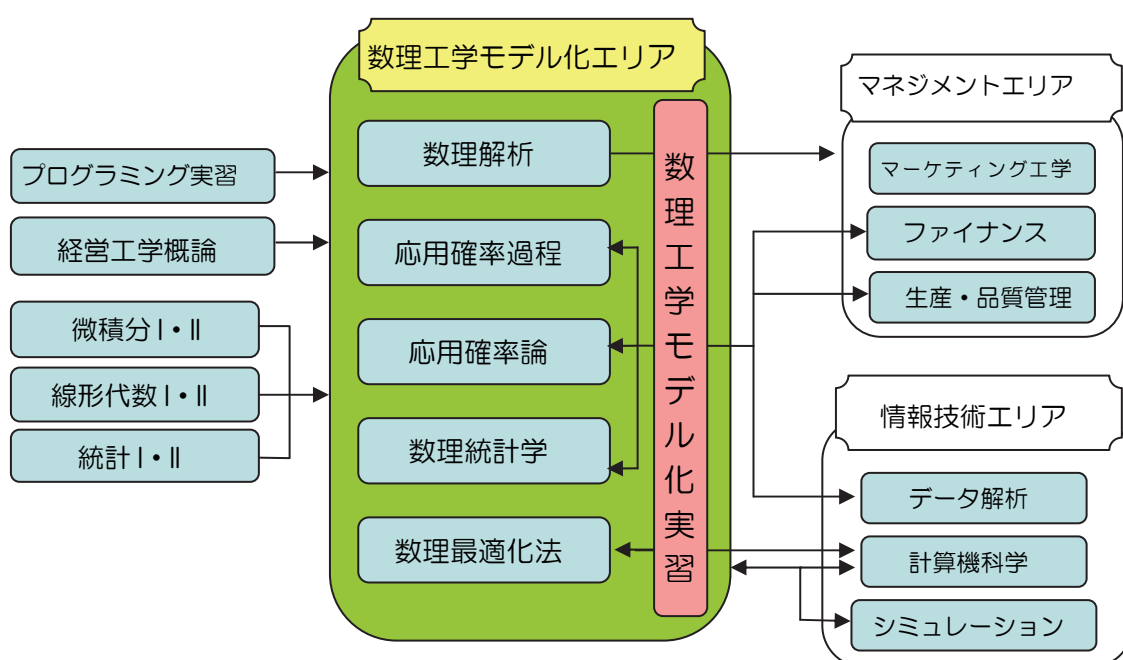 数理工学モデル化エリア
プログラミング実習
経営工学概論
微積分Ⅰ・Ⅱ
線形代数Ⅰ・Ⅱ
統計Ⅰ・Ⅱ
数理解析
応用確率過程
応用確率論
数理統計学
数理最適化法
数理工学モデル化実習
マネジメントエリア
マーケティング工学
ファイナンス
生産・品質管理
情報技術エリア
データ解析
計算機科学
シミュレーション